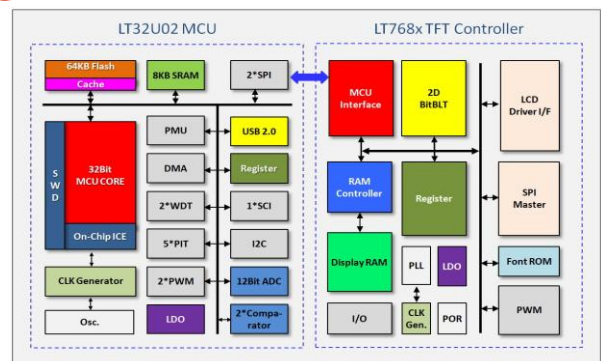 LT32U02 MCU
LT768x TFT Controller
64KB Flash
Cache
8KB SRAM
2*SPI
MCU
Interface
2D
BitBLT
LCD
Driver I/F
SWD
32Bit
MCU CORE
On-Chip ICE
PMU
USB 2.0
DMA
Register
2*WDT
1*SCI
5*PIT
I2C
CLK Generator
2*PWM
12Bit ADC
Osc.
LDO
2*Compa-
rator
RAM
Controller
Register
SPI
Master
Display RAM
PLL
LDO
Font ROM
I/O
CLK
Gen.
POR
PWM